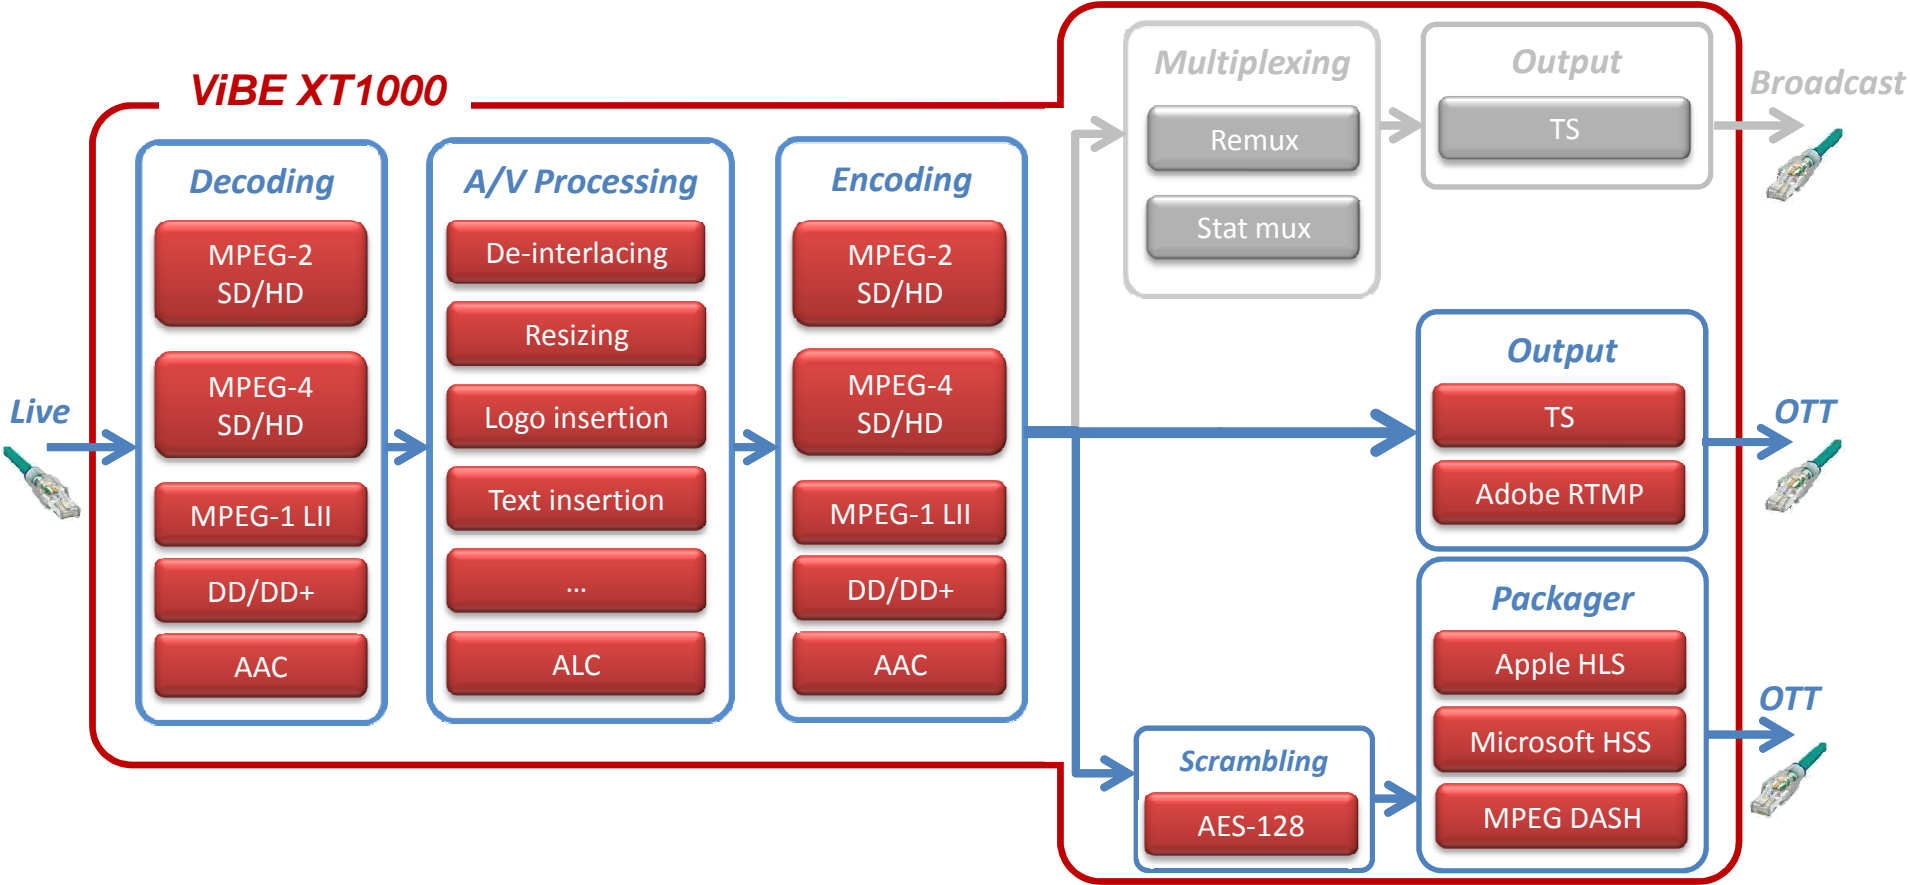 ViBE XT1000
Live
Decoding
MPEG-2
SD/HD
MPEG-4
SD/HD
MPEG-1 LII
DD/DD+
AAC
A/V Processing
De-interlacing
Resizing
Logo insertion
Text insertion
...
ALC
Encoding
MPEG-2
SD/HD
MPEG-4
SD/HD
MPEG-1 LII
DD/DD+
AAC
Multiplexing
Remux
Stat mux
Output
TS
Broadcast
Output
TS
Adobe RTMP
OTT
Scrambling
AES-128
Packager
Apple HLS
Microsoft HSS
MPEG DASH
OTT